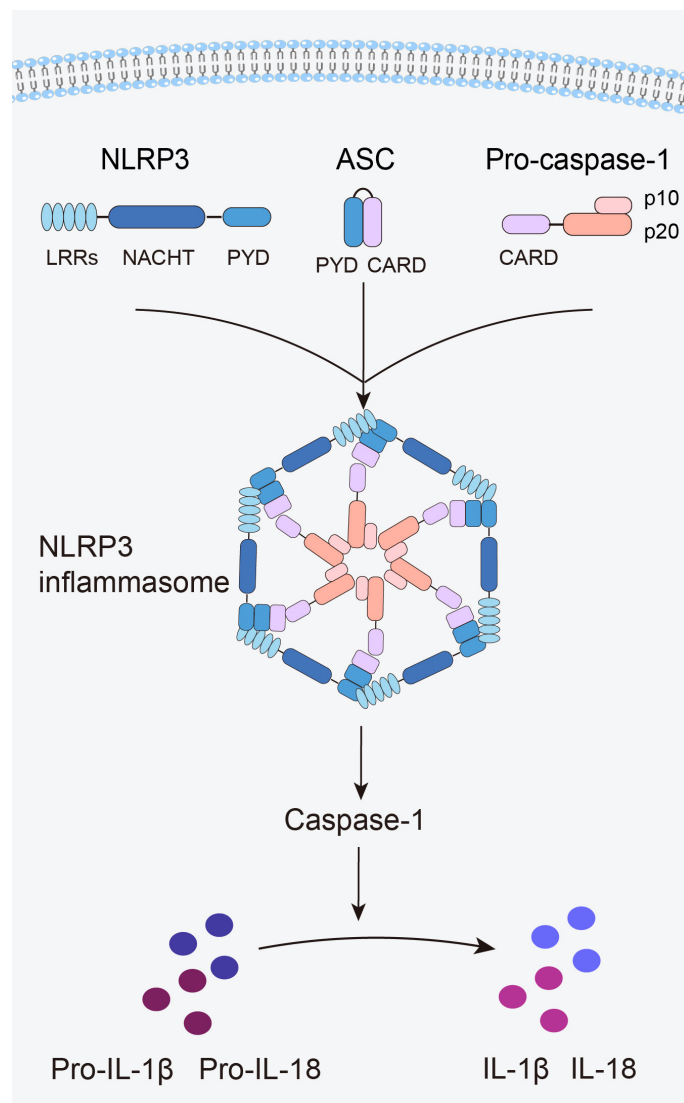 NLRP3 ASC Pro-caspase-1
p10
p20
LRRs NACHT PYD PYD CARD CARD
NLRP3
inflammasome
Caspase-1
Pro-IL-1β Pro-IL-18 IL-1β IL-18